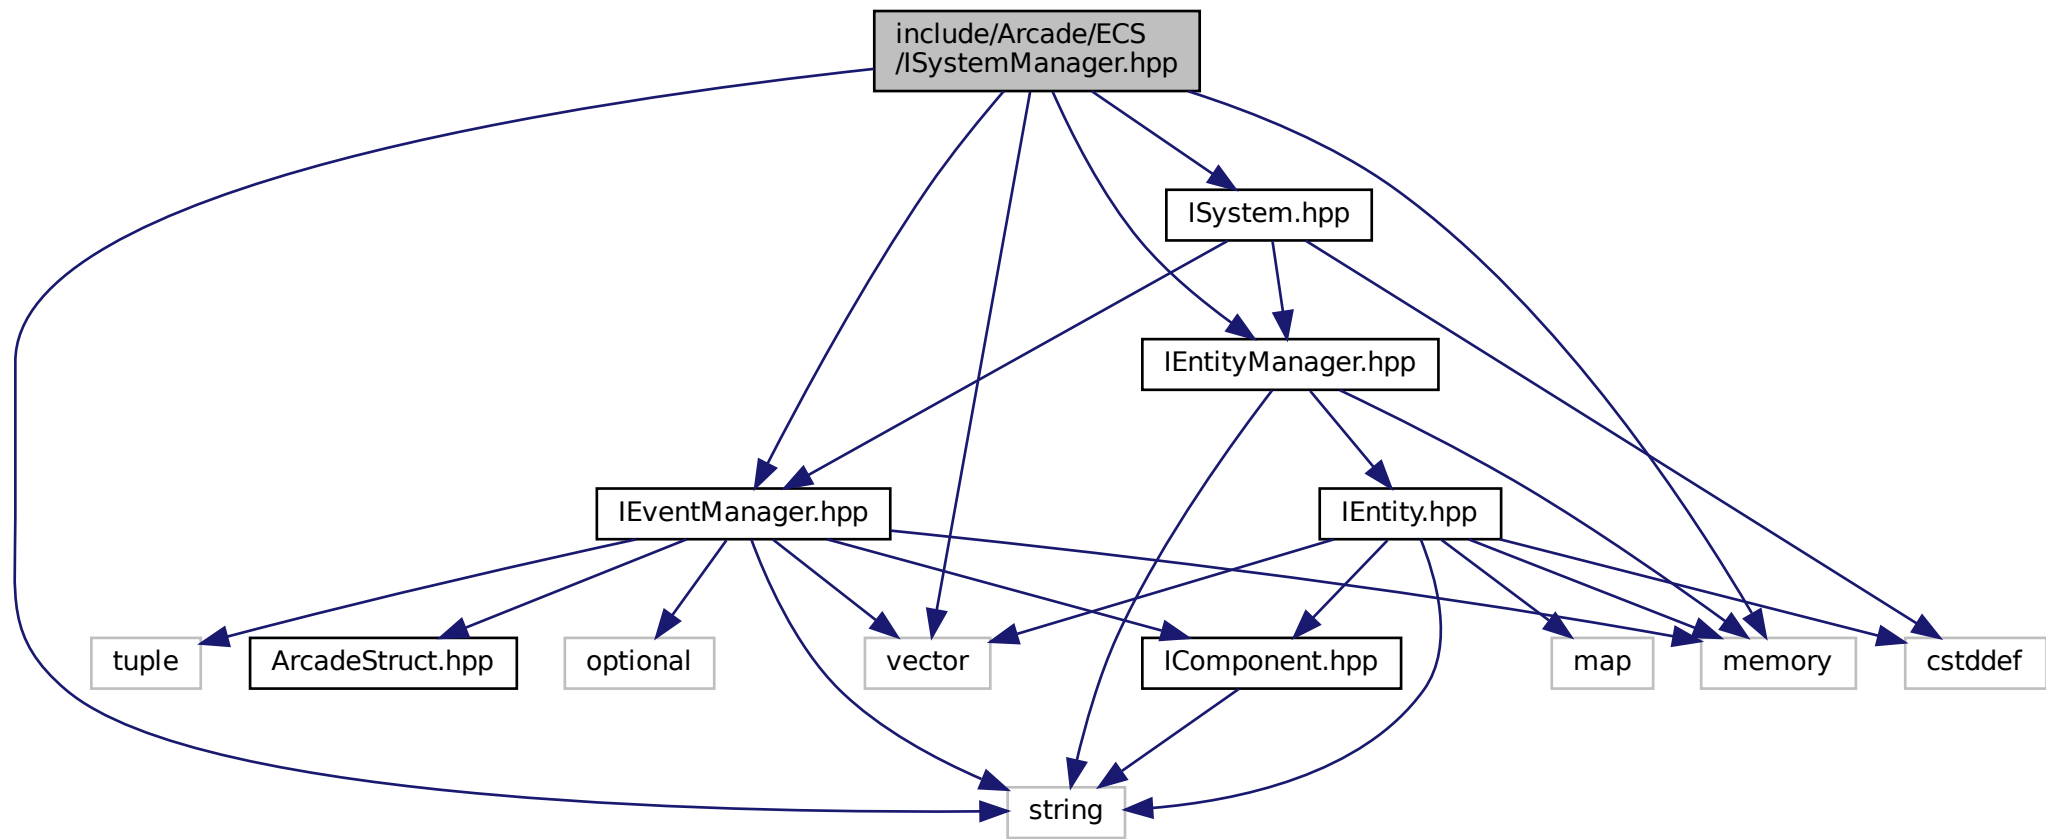 include/Arcade/ECS
/ISystemManager.hpp
ISystem.hpp
IEntityManager.hpp
IEventManager.hpp
IEntity.hpp
tuple
ArcadeStruct.hpp
optional
vector
IComponent.hpp
map
memory
cstddef
string